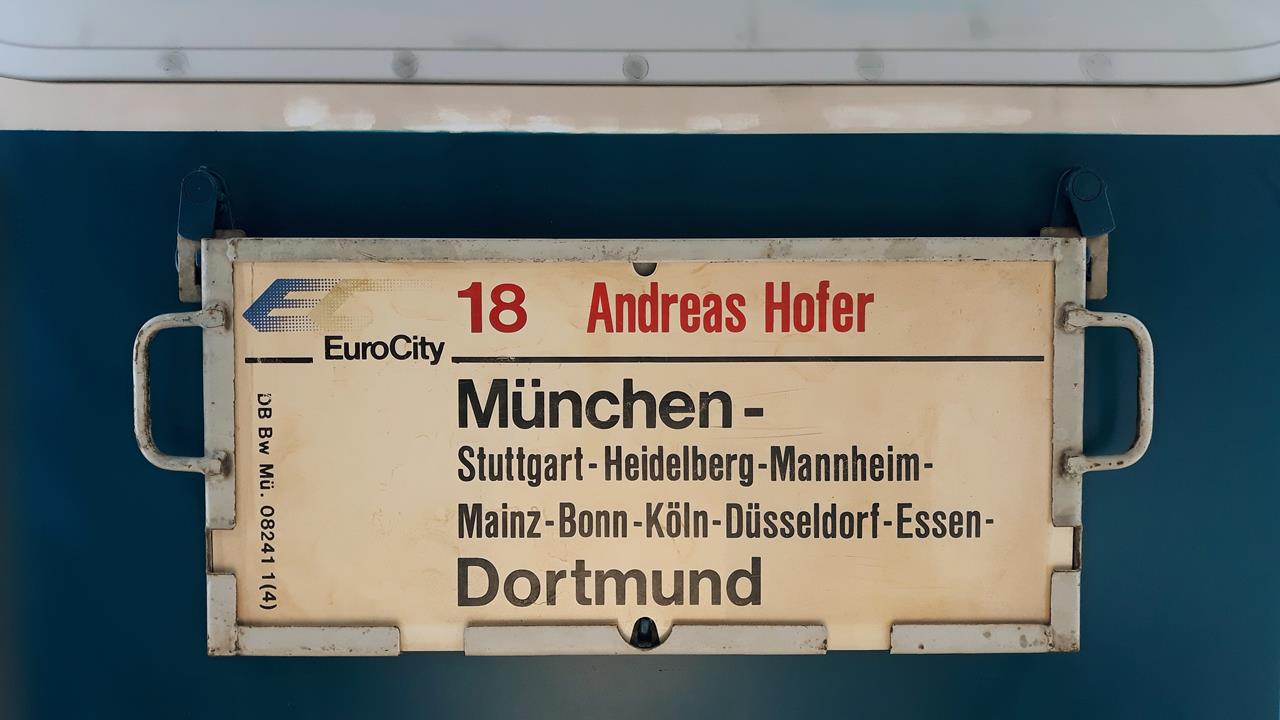 18 Andreas Hofer
EuroCity
München -
Stuttgart - Heidelberg - Mannheim -
Mainz - Bonn - Köln - Düsseldorf - Essen -
Dortmund
DB Bw Mü. 08241 1(4)